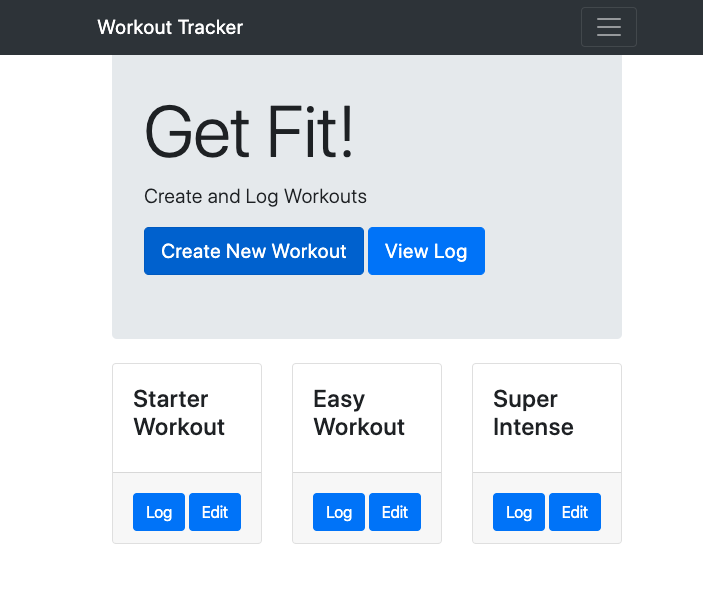 Workout Tracker
Get Fit!
Create and Log Workouts
Create New Workout View Log
Starter
Workout
Log Edit
Easy
Workout
Log Edit
Super
Intense
Log Edit